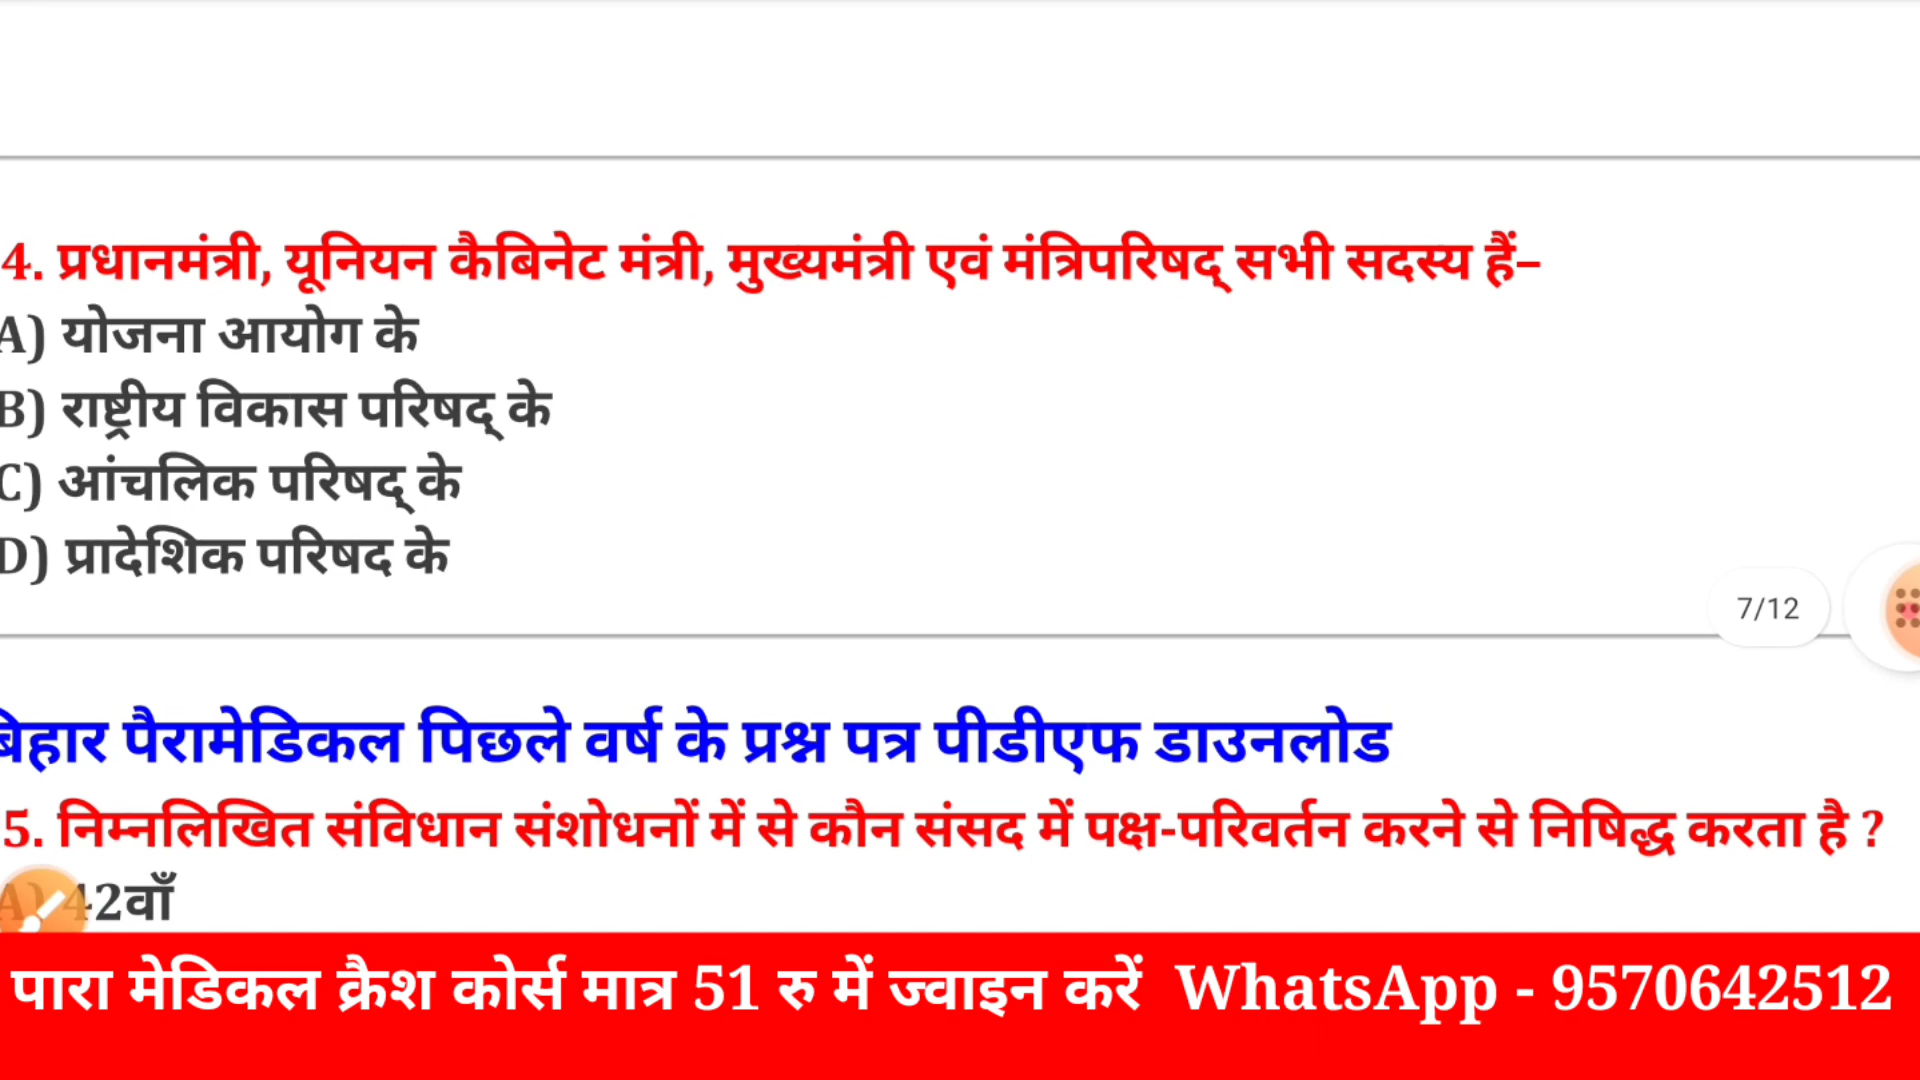 4. प्रधानमंत्री, यूनियन कैबिनेट मंत्री, मुख्यमंत्री एवं मंत्रिपरिषद् सभी सदस्य हैं–
A) योजना आयोग के
B) राष्ट्रीय विकास परिषद् के
C) आंचलिक परिषद् के
D) प्रादेशिक परिषद के
7/12
बिहार पैरामेडिकल पिछले वर्ष के प्रश्न पत्र पीडीएफ डाउनलोड
5. निम्नलिखित संविधान संशोधनों में से कौन संसद में पक्ष-परिवर्तन करने से निषिद्ध करता है ?
A) 42वाँ
पारा मेडिकल क्रैश कोर्स मात्र 51 रु में ज्वाइन करें WhatsApp - 9570642512